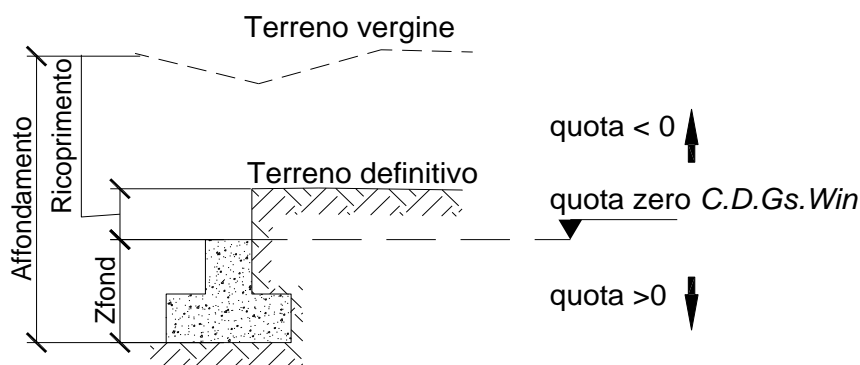 Terreno vergine
Affondamento
Ricoprimento
quota < 0
Terreno definitivo
quota zero C.D.Gs.Win
Zfond
quota >0